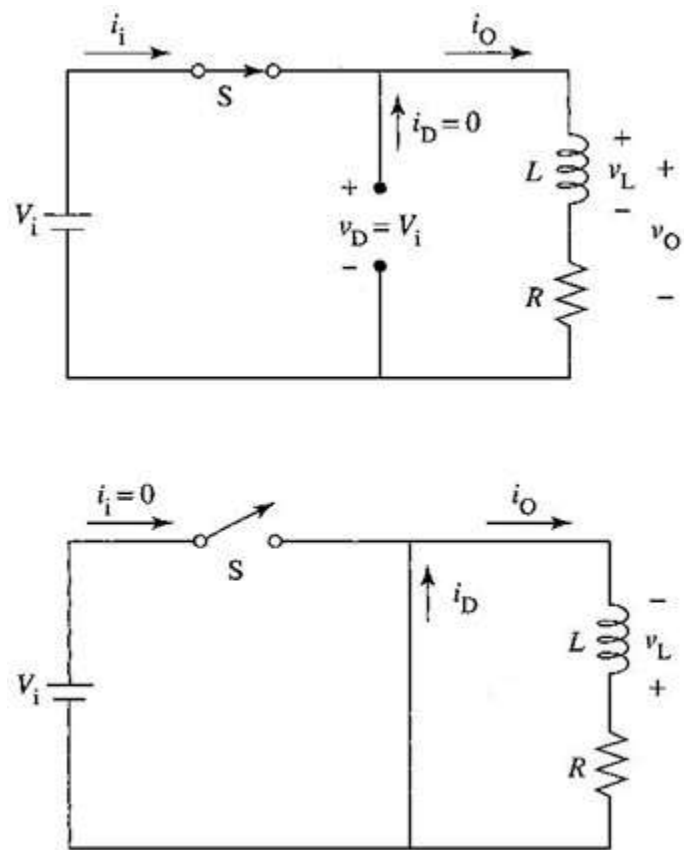 i_i i_O
S
i_D = 0
+ + +
V_i v_D = V_i L v_L
- v_O
- R -
i_i = 0 i_O
S
i_D -
L v_L
V_i +
R